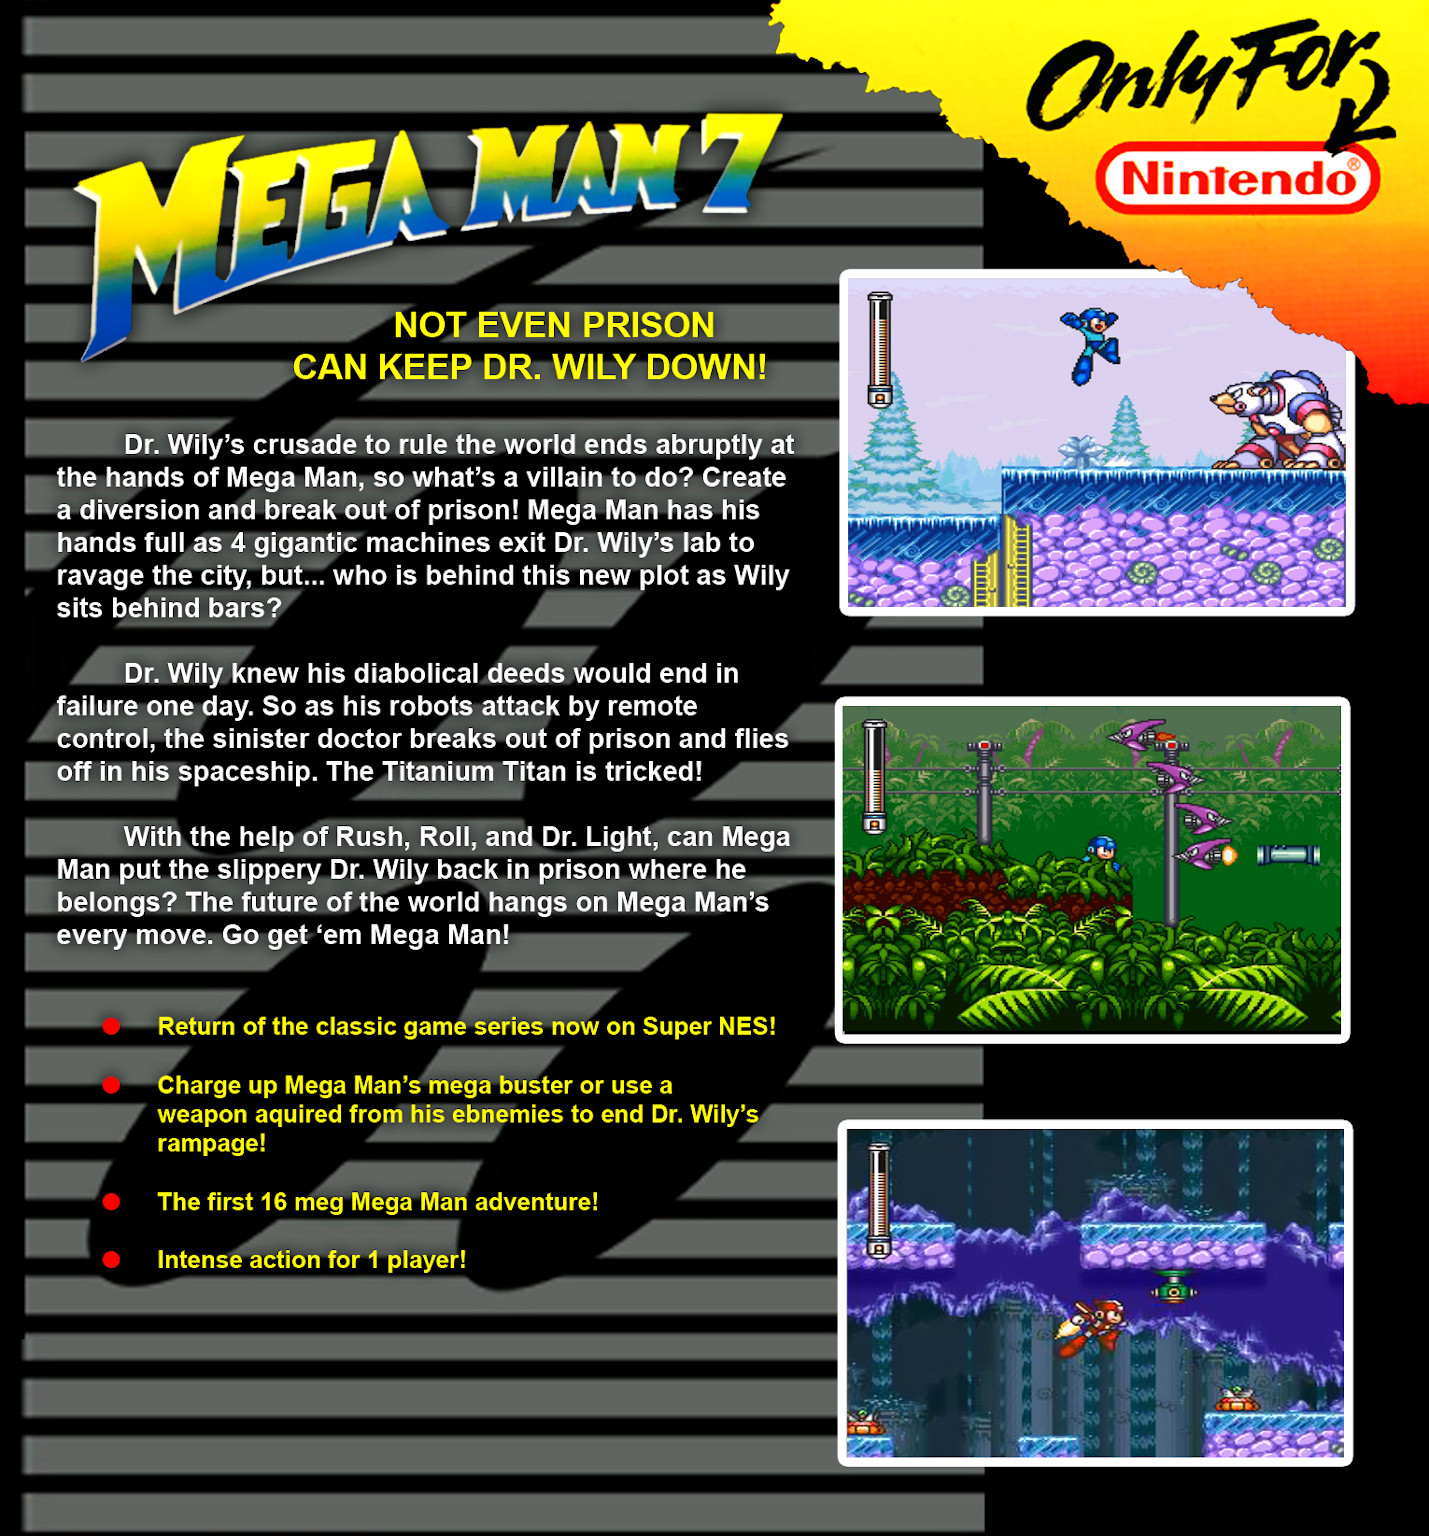 Only For
Nintendo®
MEGA MAN 7
NOT EVEN PRISON
CAN KEEP DR. WILY DOWN!
Dr. Wily’s crusade to rule the world ends abruptly at
the hands of Mega Man, so what’s a villain to do? Create
a diversion and break out of prison! Mega Man has his
hands full as 4 gigantic machines exit Dr. Wily’s lab to
ravage the city, but... who is behind this new plot as Wily
sits behind bars?
Dr. Wily knew his diabolical deeds would end in
failure one day. So as his robots attack by remote
control, the sinister doctor breaks out of prison and flies
off in his spaceship. The Titanium Titan is tricked!
With the help of Rush, Roll, and Dr. Light, can Mega
Man put the slippery Dr. Wily back in prison where he
belongs? The future of the world hangs on Mega Man’s
every move. Go get ‘em Mega Man!
Return of the classic game series now on Super NES!
Charge up Mega Man’s mega buster or use a
weapon aquired from his ebnemies to end Dr. Wily’s
rampage!
The first 16 meg Mega Man adventure!
Intense action for 1 player!